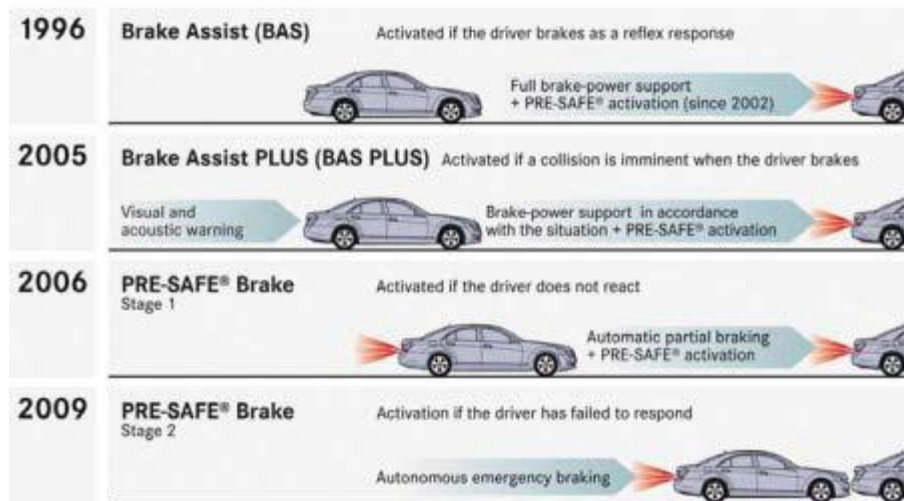 1996
Brake Assist (BAS)
Activated if the driver brakes as a reflex response
Full brake-power support
+ PRE-SAFE® activation (since 2002)
2005
Brake Assist PLUS (BAS PLUS)
Activated if a collision is imminent when the driver brakes
Visual and
acoustic warning
Brake-power support in accordance
with the situation + PRE-SAFE® activation
2006
PRE-SAFE® Brake
Stage 1
Activated if the driver does not react
Automatic partial braking
+ PRE-SAFE® activation
2009
PRE-SAFE® Brake
Stage 2
Activation if the driver has failed to respond
Autonomous emergency braking